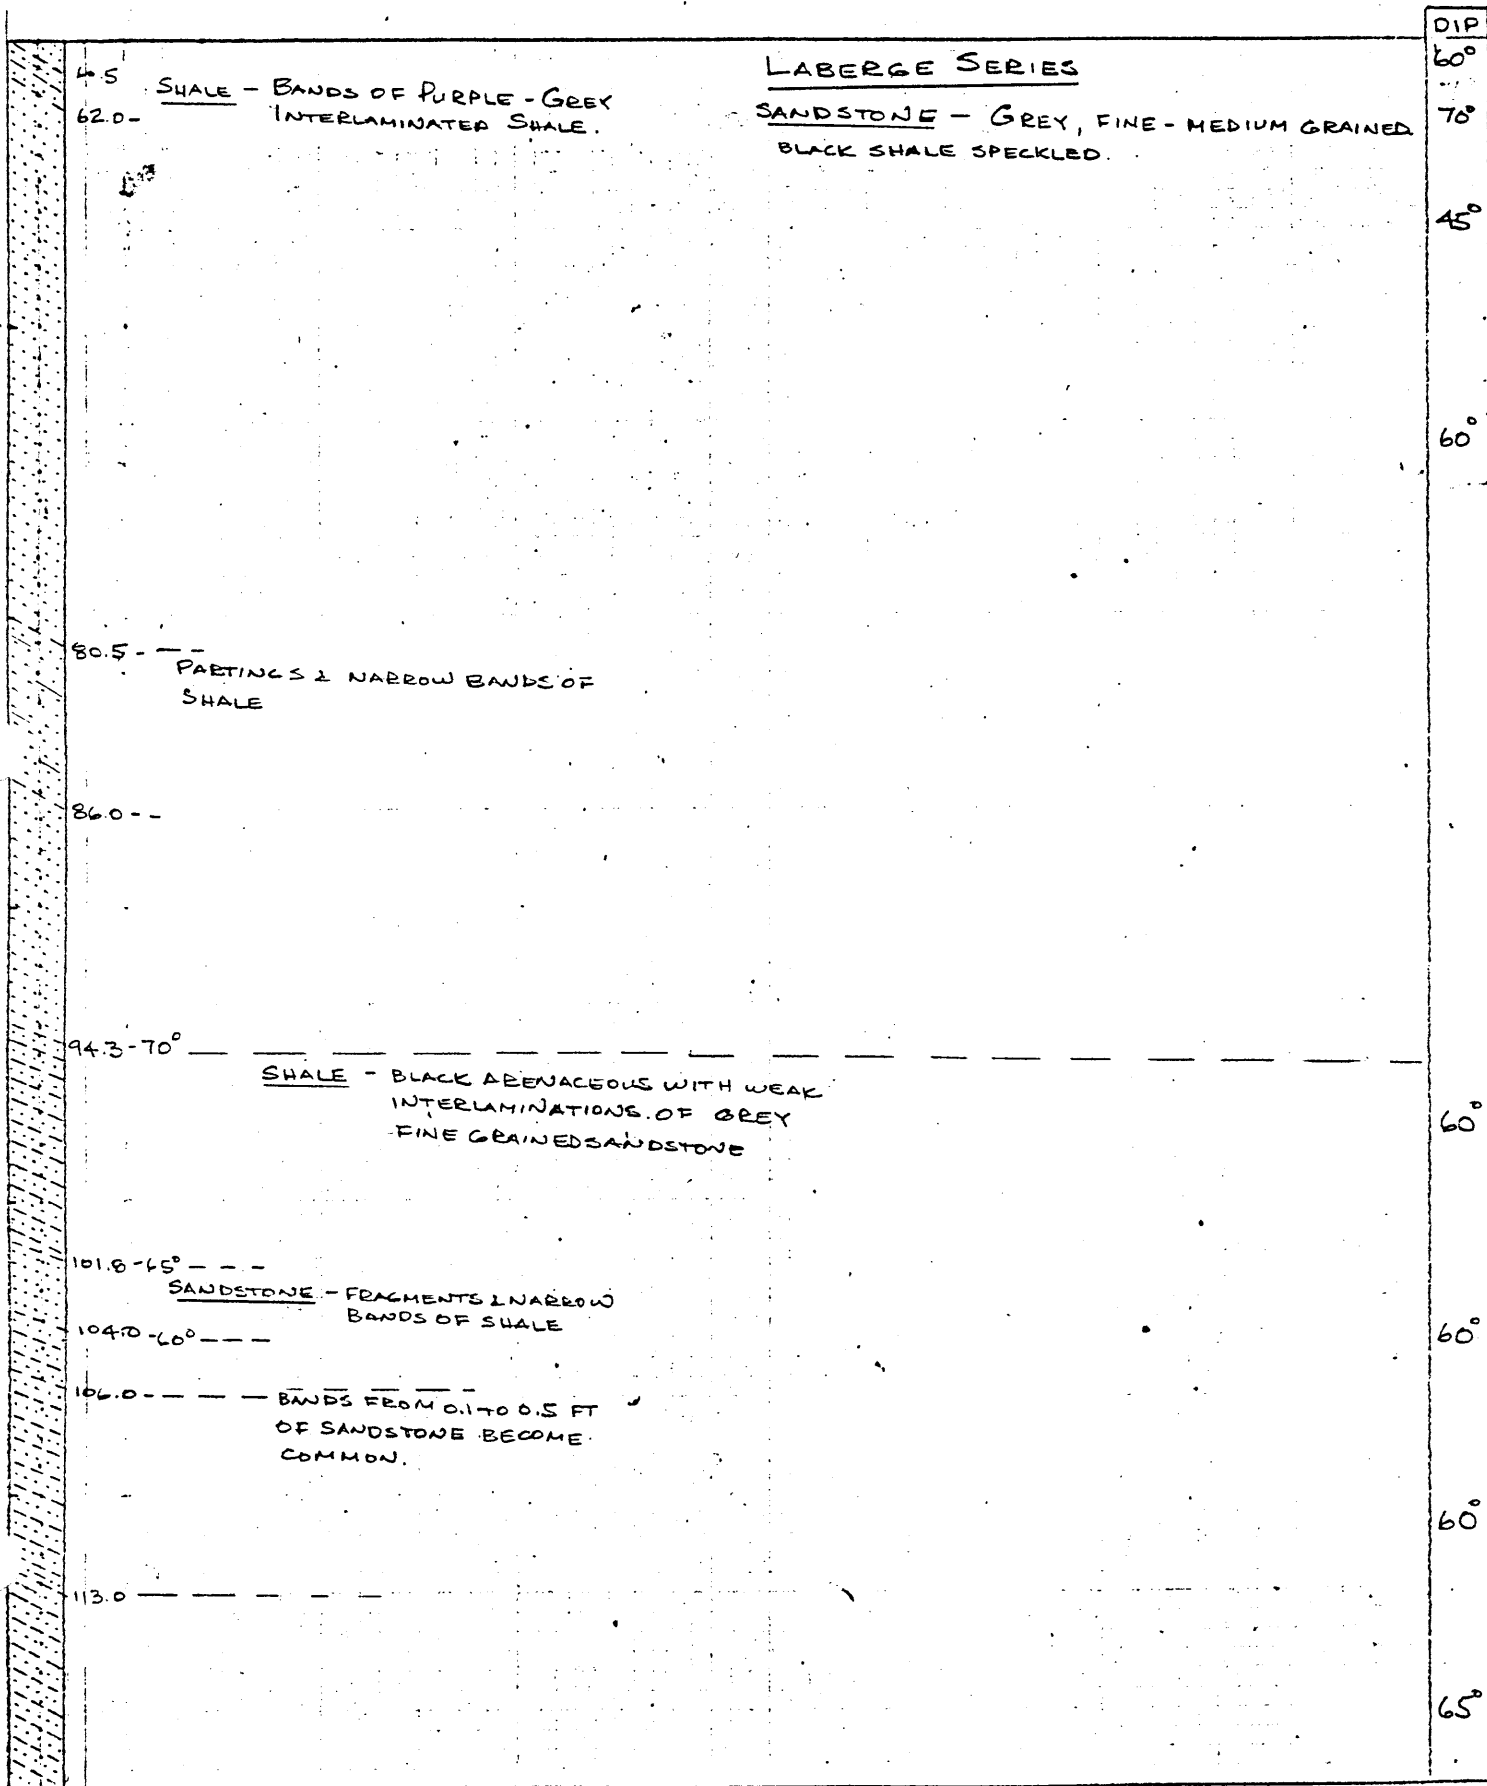 DIP
LABERGE SERIES
60°
60.5
SHALE - BANDS OF PURPLE-GREY
INTERLAMINATED SHALE.
62.0-
SANDSTONE - GREY, FINE-MEDIUM GRAINED
BLACK SHALE SPECKLED.
70°
45°
60°
80.5 - - -
PARTINGS & NARROW BANDS OF
SHALE
86.0 - -
94.3-70°
SHALE - BLACK ARENACEOUS WITH WEAK
INTERLAMINATIONS OF GREY
FINE GRAINED SANDSTONE
60°
101.8-65° - - -
SANDSTONE - FRAGMENTS & NARROW
BANDS OF SHALE
104.0-60° - - -
60°
106.0 - - - - BANDS FROM 0.1 TO 0.5 FT
OF SANDSTONE BECOME
COMMON.
60°
113.0
65°